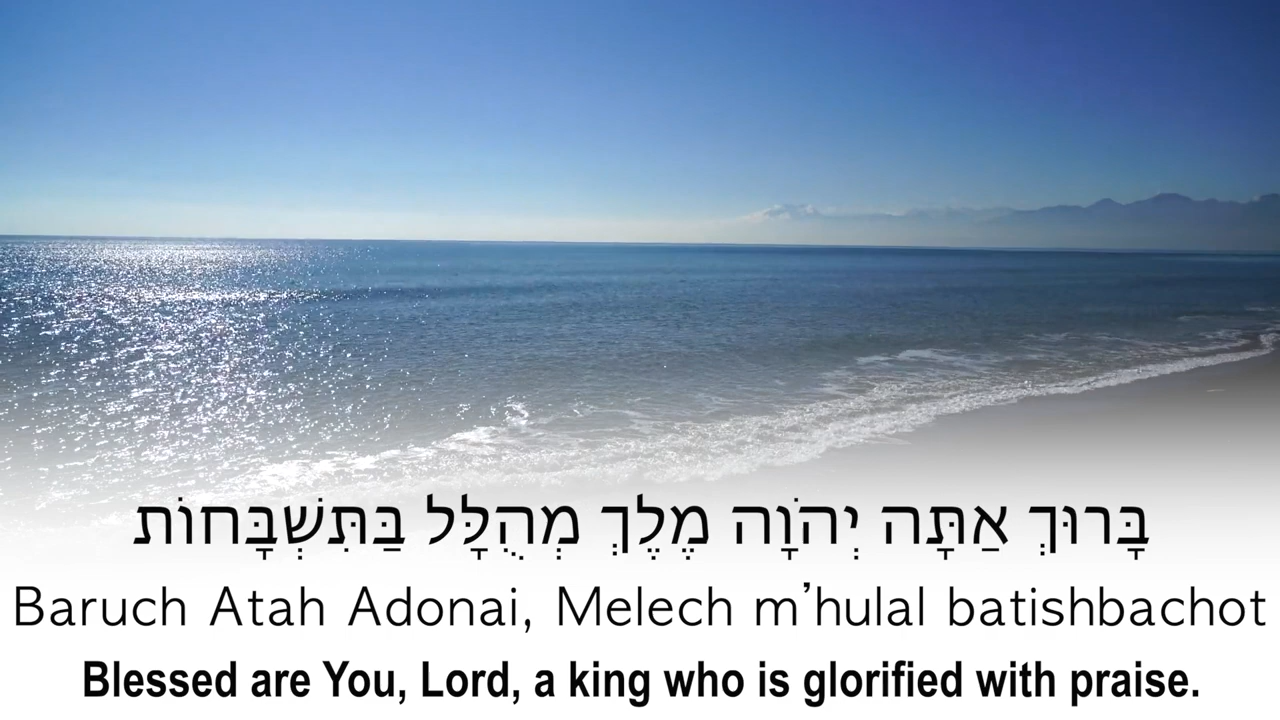 בָּרוּךְ אַתָּה יְהֹוָה מֶלֶךְ מְהֻלָּל בַּתִּשְׁבָּחוֹת
Baruch Atah Adonai, Melech m’hulal batishbachot
Blessed are You, Lord, a king who is glorified with praise.